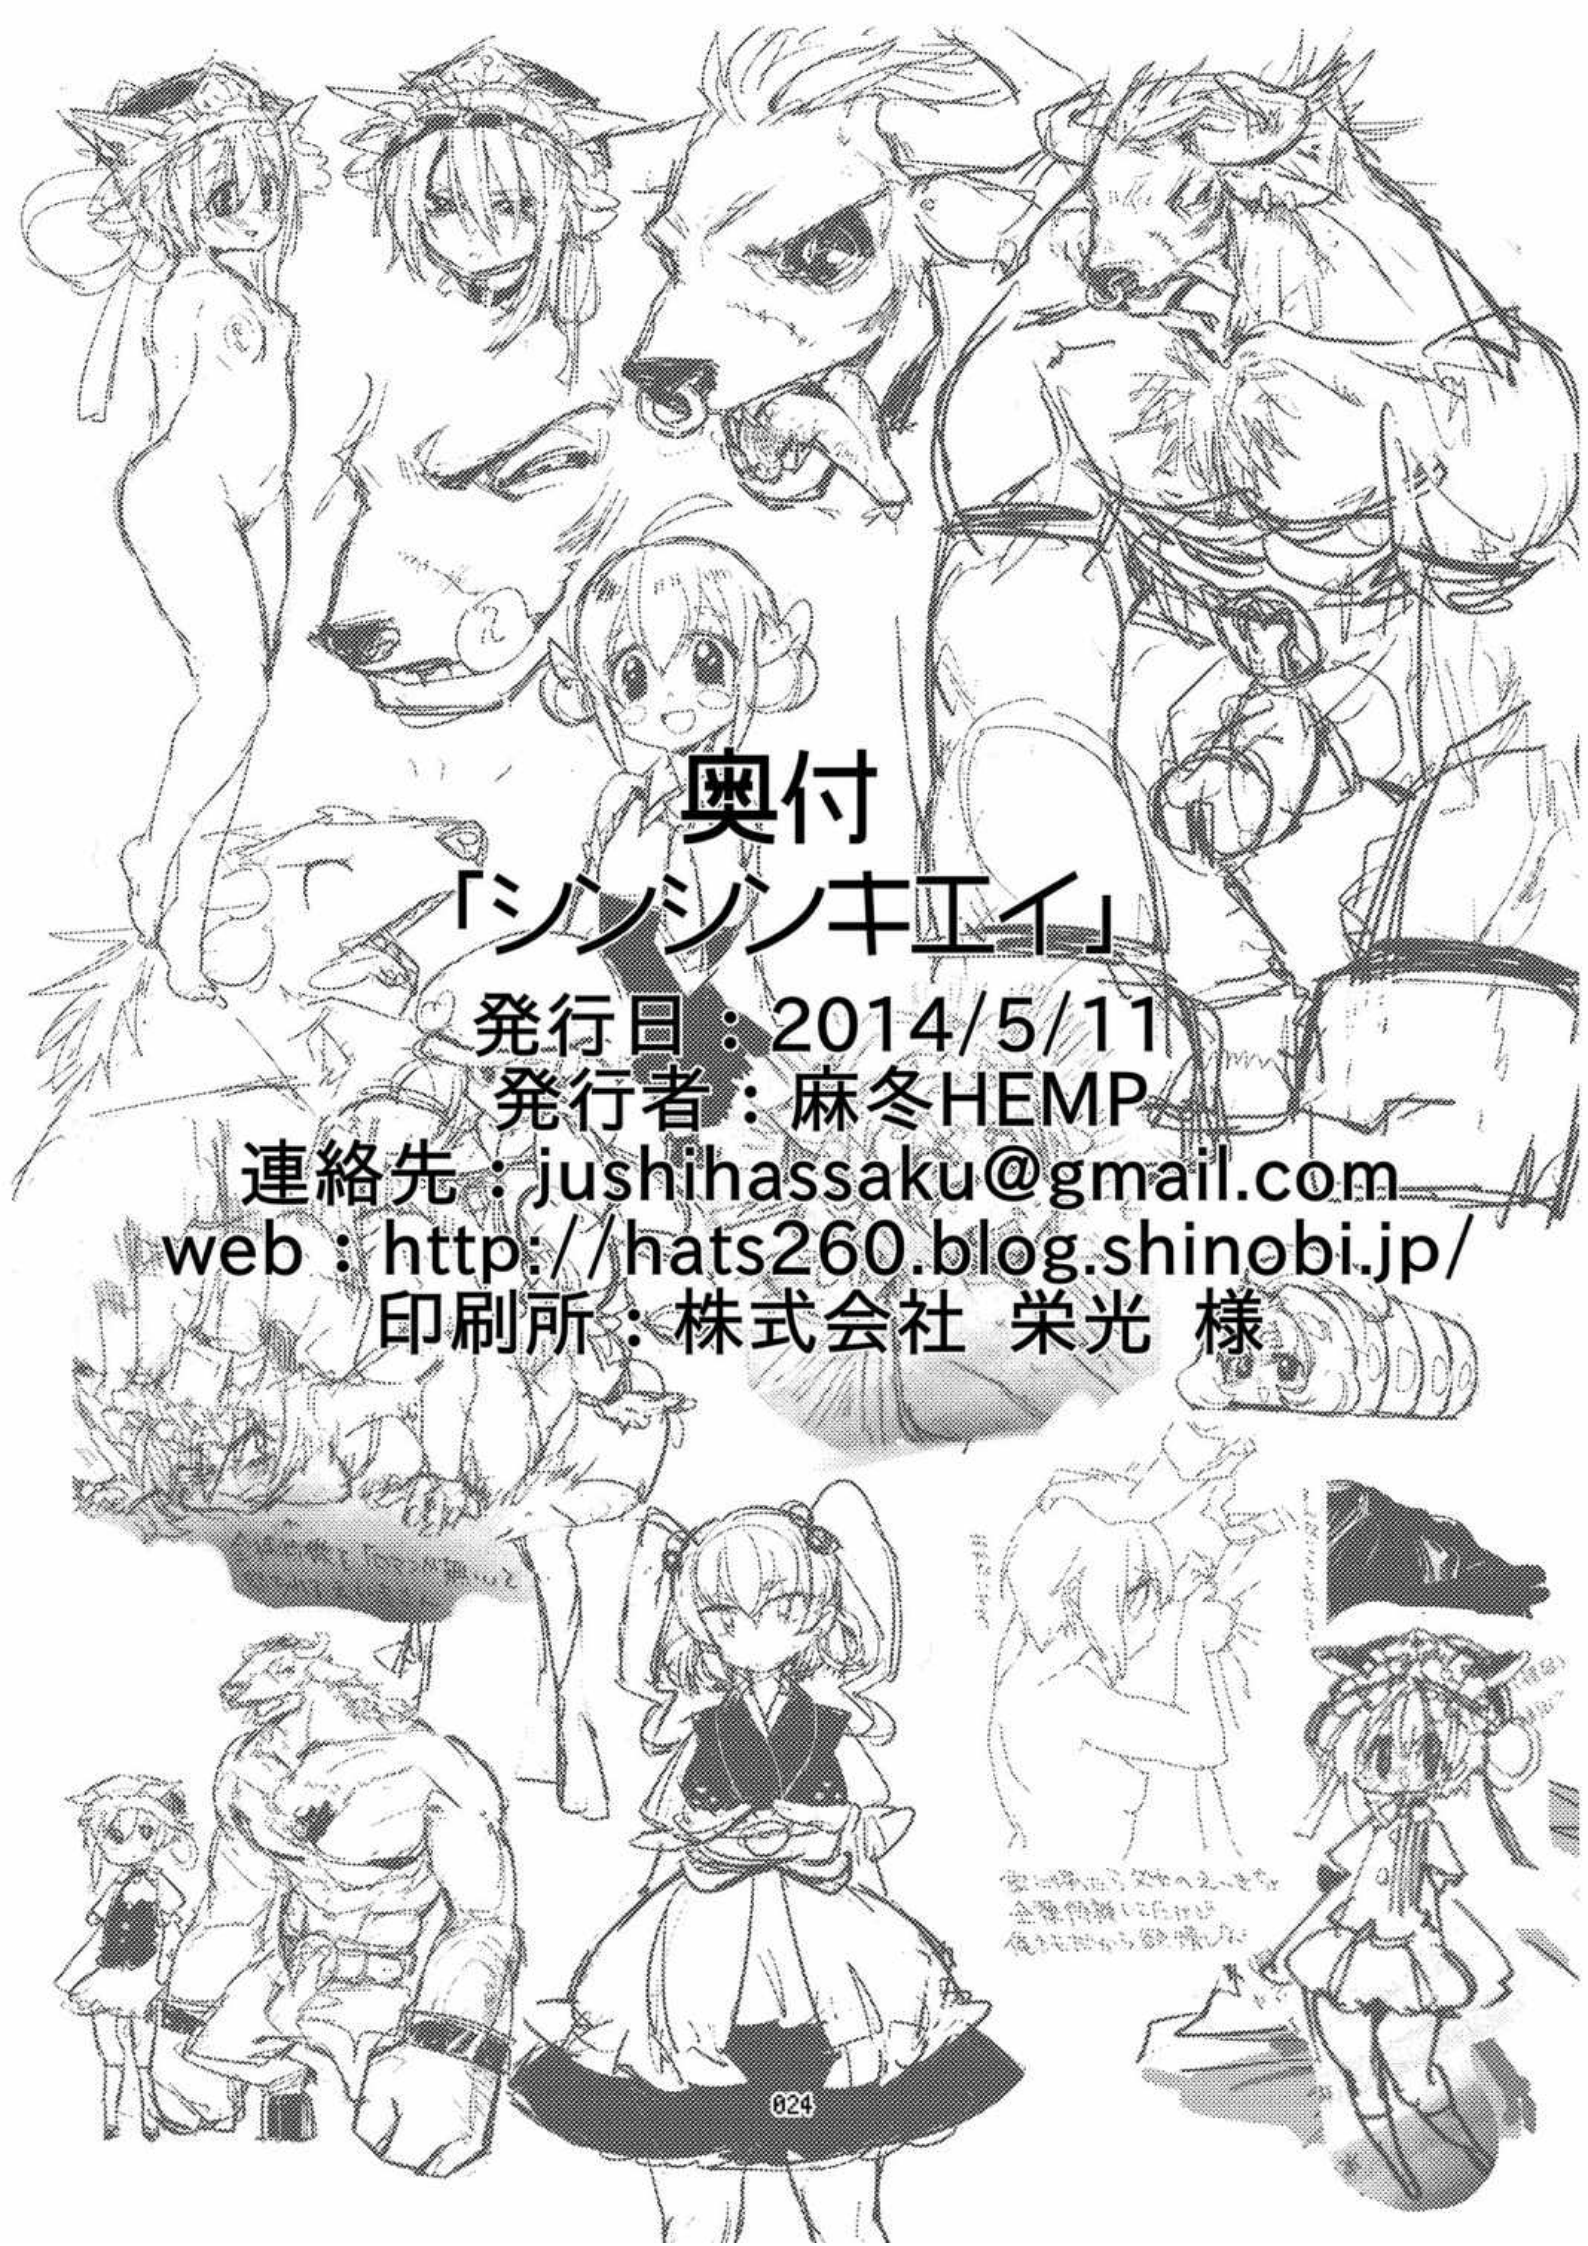 奥付
「シンシンキエイ」
発行日：2014/5/11
発行者：麻冬HEMP
連絡先：jushihassaku@gmail.com
web：http://hats260.blog.shinobi.jp/
印刷所：株式会社 栄光 様
024